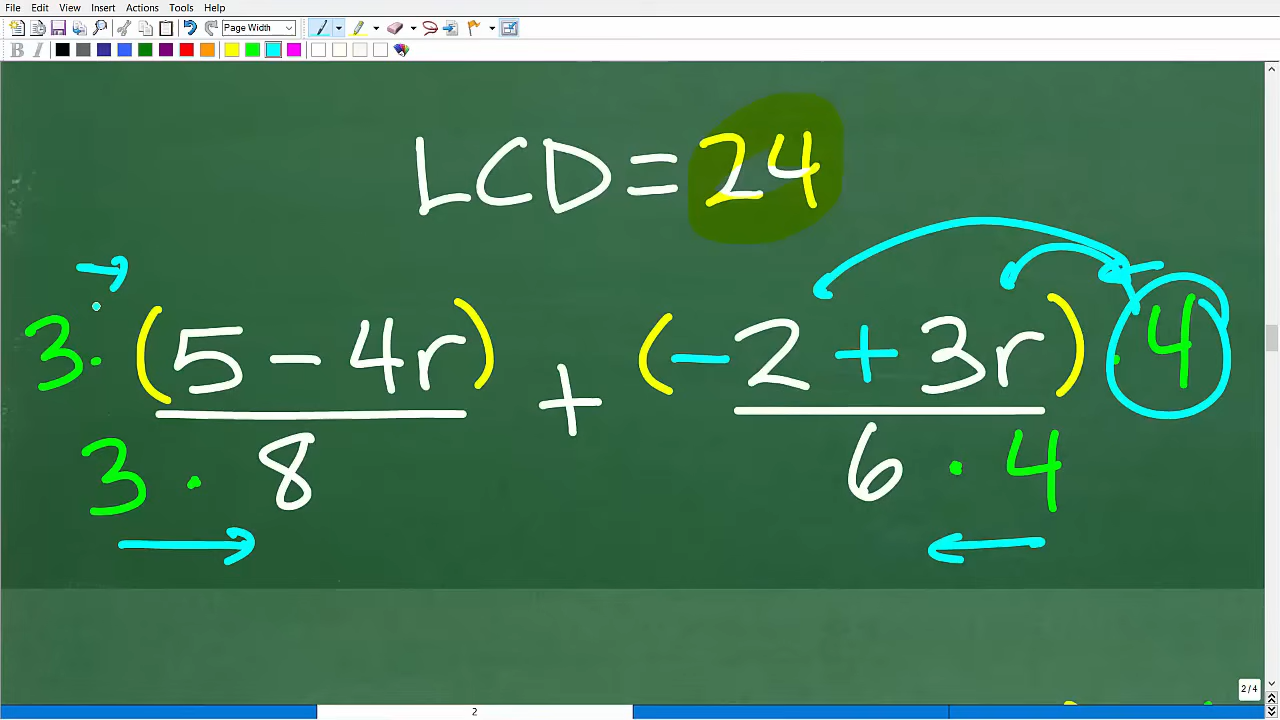 File Edit View Insert Actions Tools Help
Page Width
B I
LCD = 24
3 · (5 - 4r) + (-2 + 3r) · 4
3 · 8 6 · 4
2/4
2